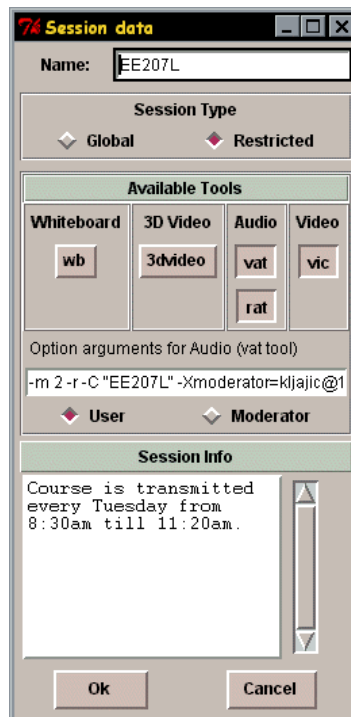 Session data
Name: EE207L
Session Type
Global Restricted
Available Tools
Whiteboard 3D Video Audio Video
wb 3dvideo vat vic
rat
Option arguments for Audio (vat tool)
-m 2 -r -C "EE207L" -Xmoderator=kljajic@1
User Moderator
Session Info
Course is transmitted
every Tuesday from
8:30am till 11:20am.
Ok Cancel